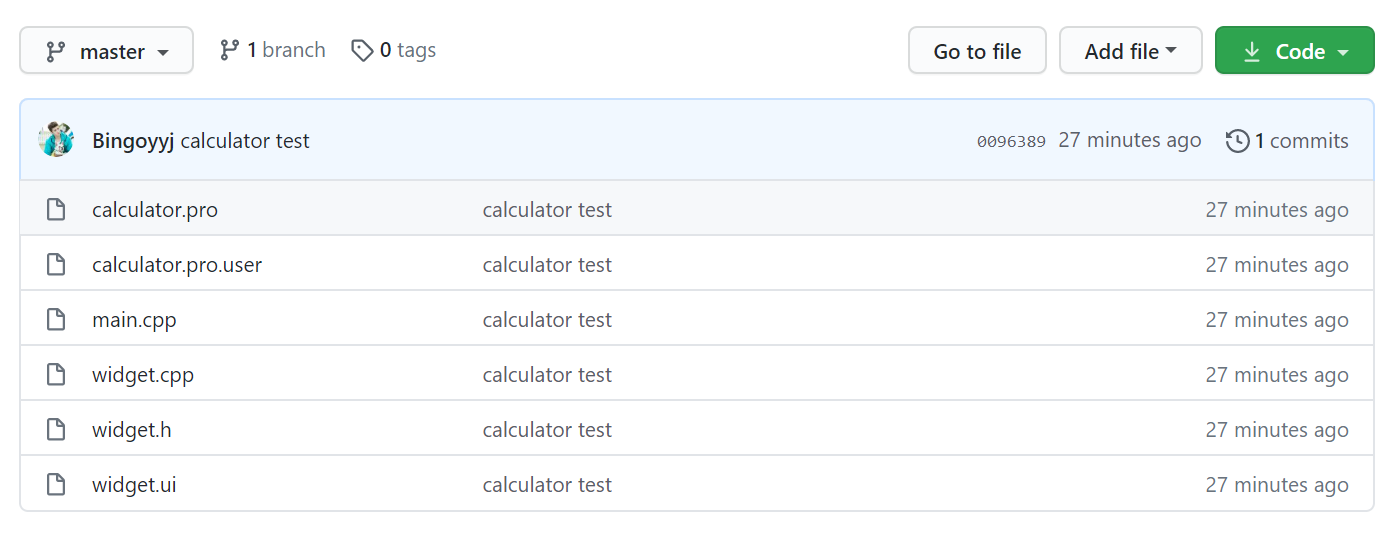 master 1 branch 0 tags Go to file Add file Code
Bingoyyj calculator test 0096389 27 minutes ago 1 commits
calculator.pro calculator test 27 minutes ago
calculator.pro.user calculator test 27 minutes ago
main.cpp calculator test 27 minutes ago
widget.cpp calculator test 27 minutes ago
widget.h calculator test 27 minutes ago
widget.ui calculator test 27 minutes ago